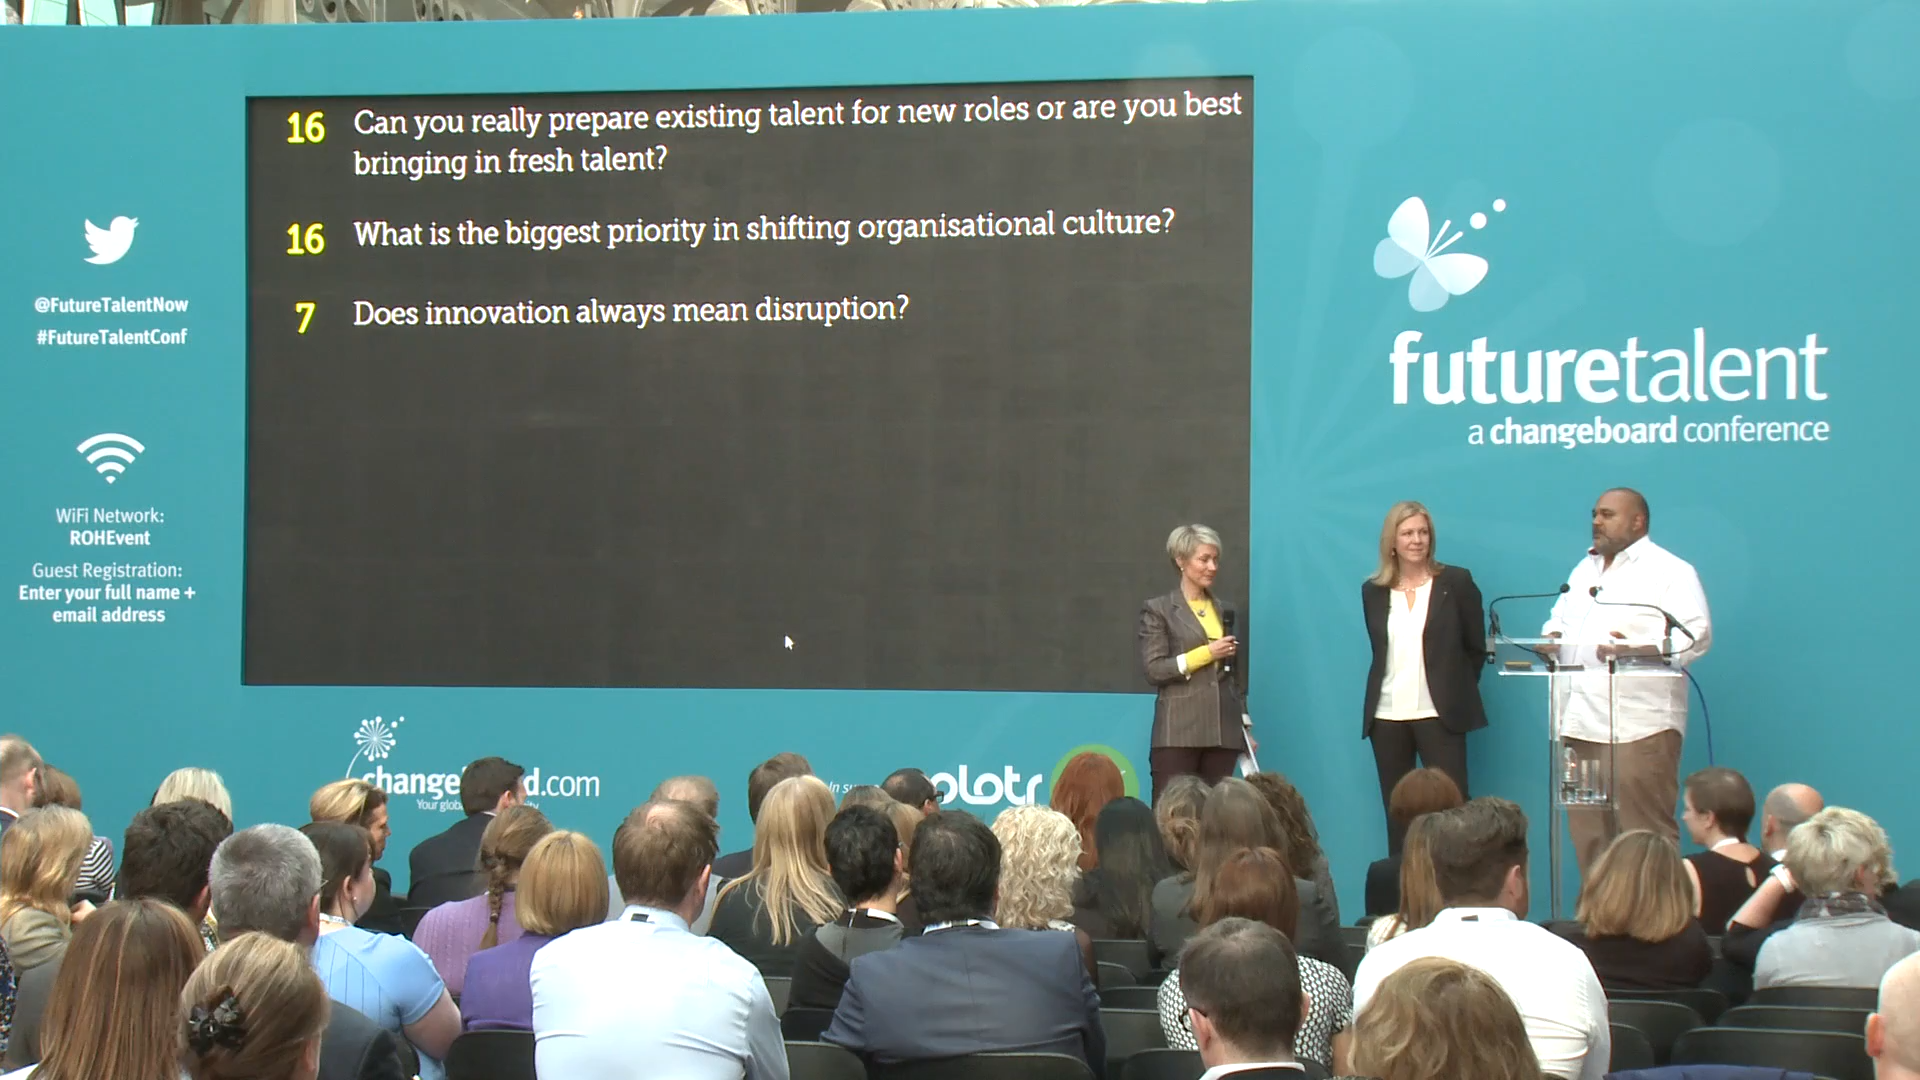 16 Can you really prepare existing talent for new roles or are you best
bringing in fresh talent?
16 What is the biggest priority in shifting organisational culture?
7 Does innovation always mean disruption?
@FutureTalentNow
#FutureTalentConf
WiFi Network:
ROHEvent
Guest Registration:
Enter your full name +
email address
futuretalent
a changeboard conference
.com
Your
In